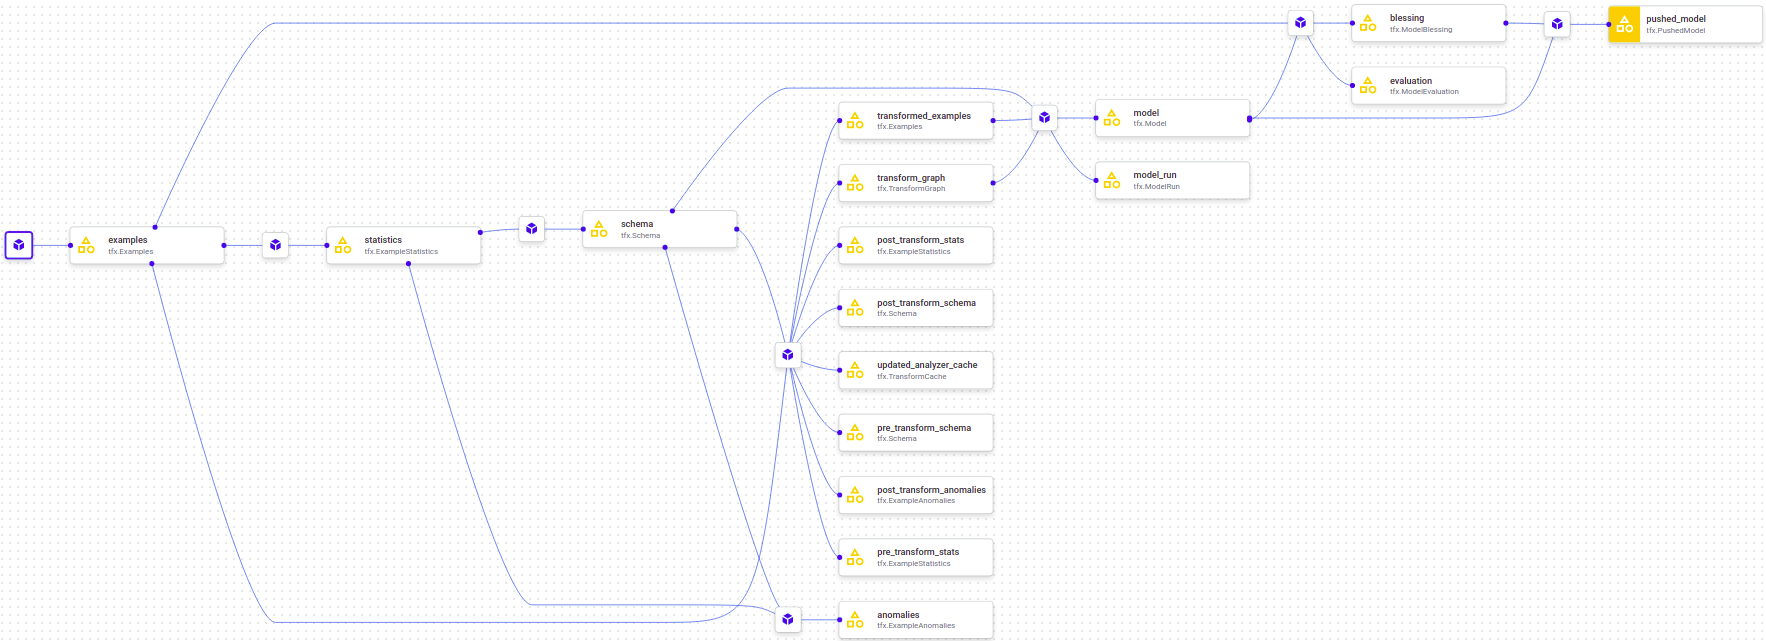 blessing
tfx.ModelBlessing
pushed_model
tfx.PushedModel
evaluation
tfx.ModelEvaluation
transformed_examples
tfx.Examples
model
tfx.Model
transform_graph
tfx.TransformGraph
model_run
tfx.ModelRun
examples
tfx.Examples
statistics
tfx.ExampleStatistics
schema
tfx.Schema
post_transform_stats
tfx.ExampleStatistics
post_transform_schema
tfx.Schema
updated_analyzer_cache
tfx.TransformCache
pre_transform_schema
tfx.Schema
post_transform_anomalies
tfx.ExampleAnomalies
pre_transform_stats
tfx.ExampleStatistics
anomalies
tfx.ExampleAnomalies